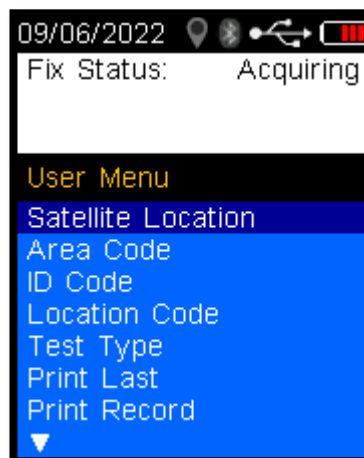 09/06/2022
Fix Status: Acquiring
User Menu
Satellite Location
Area Code
ID Code
Location Code
Test Type
Print Last
Print Record